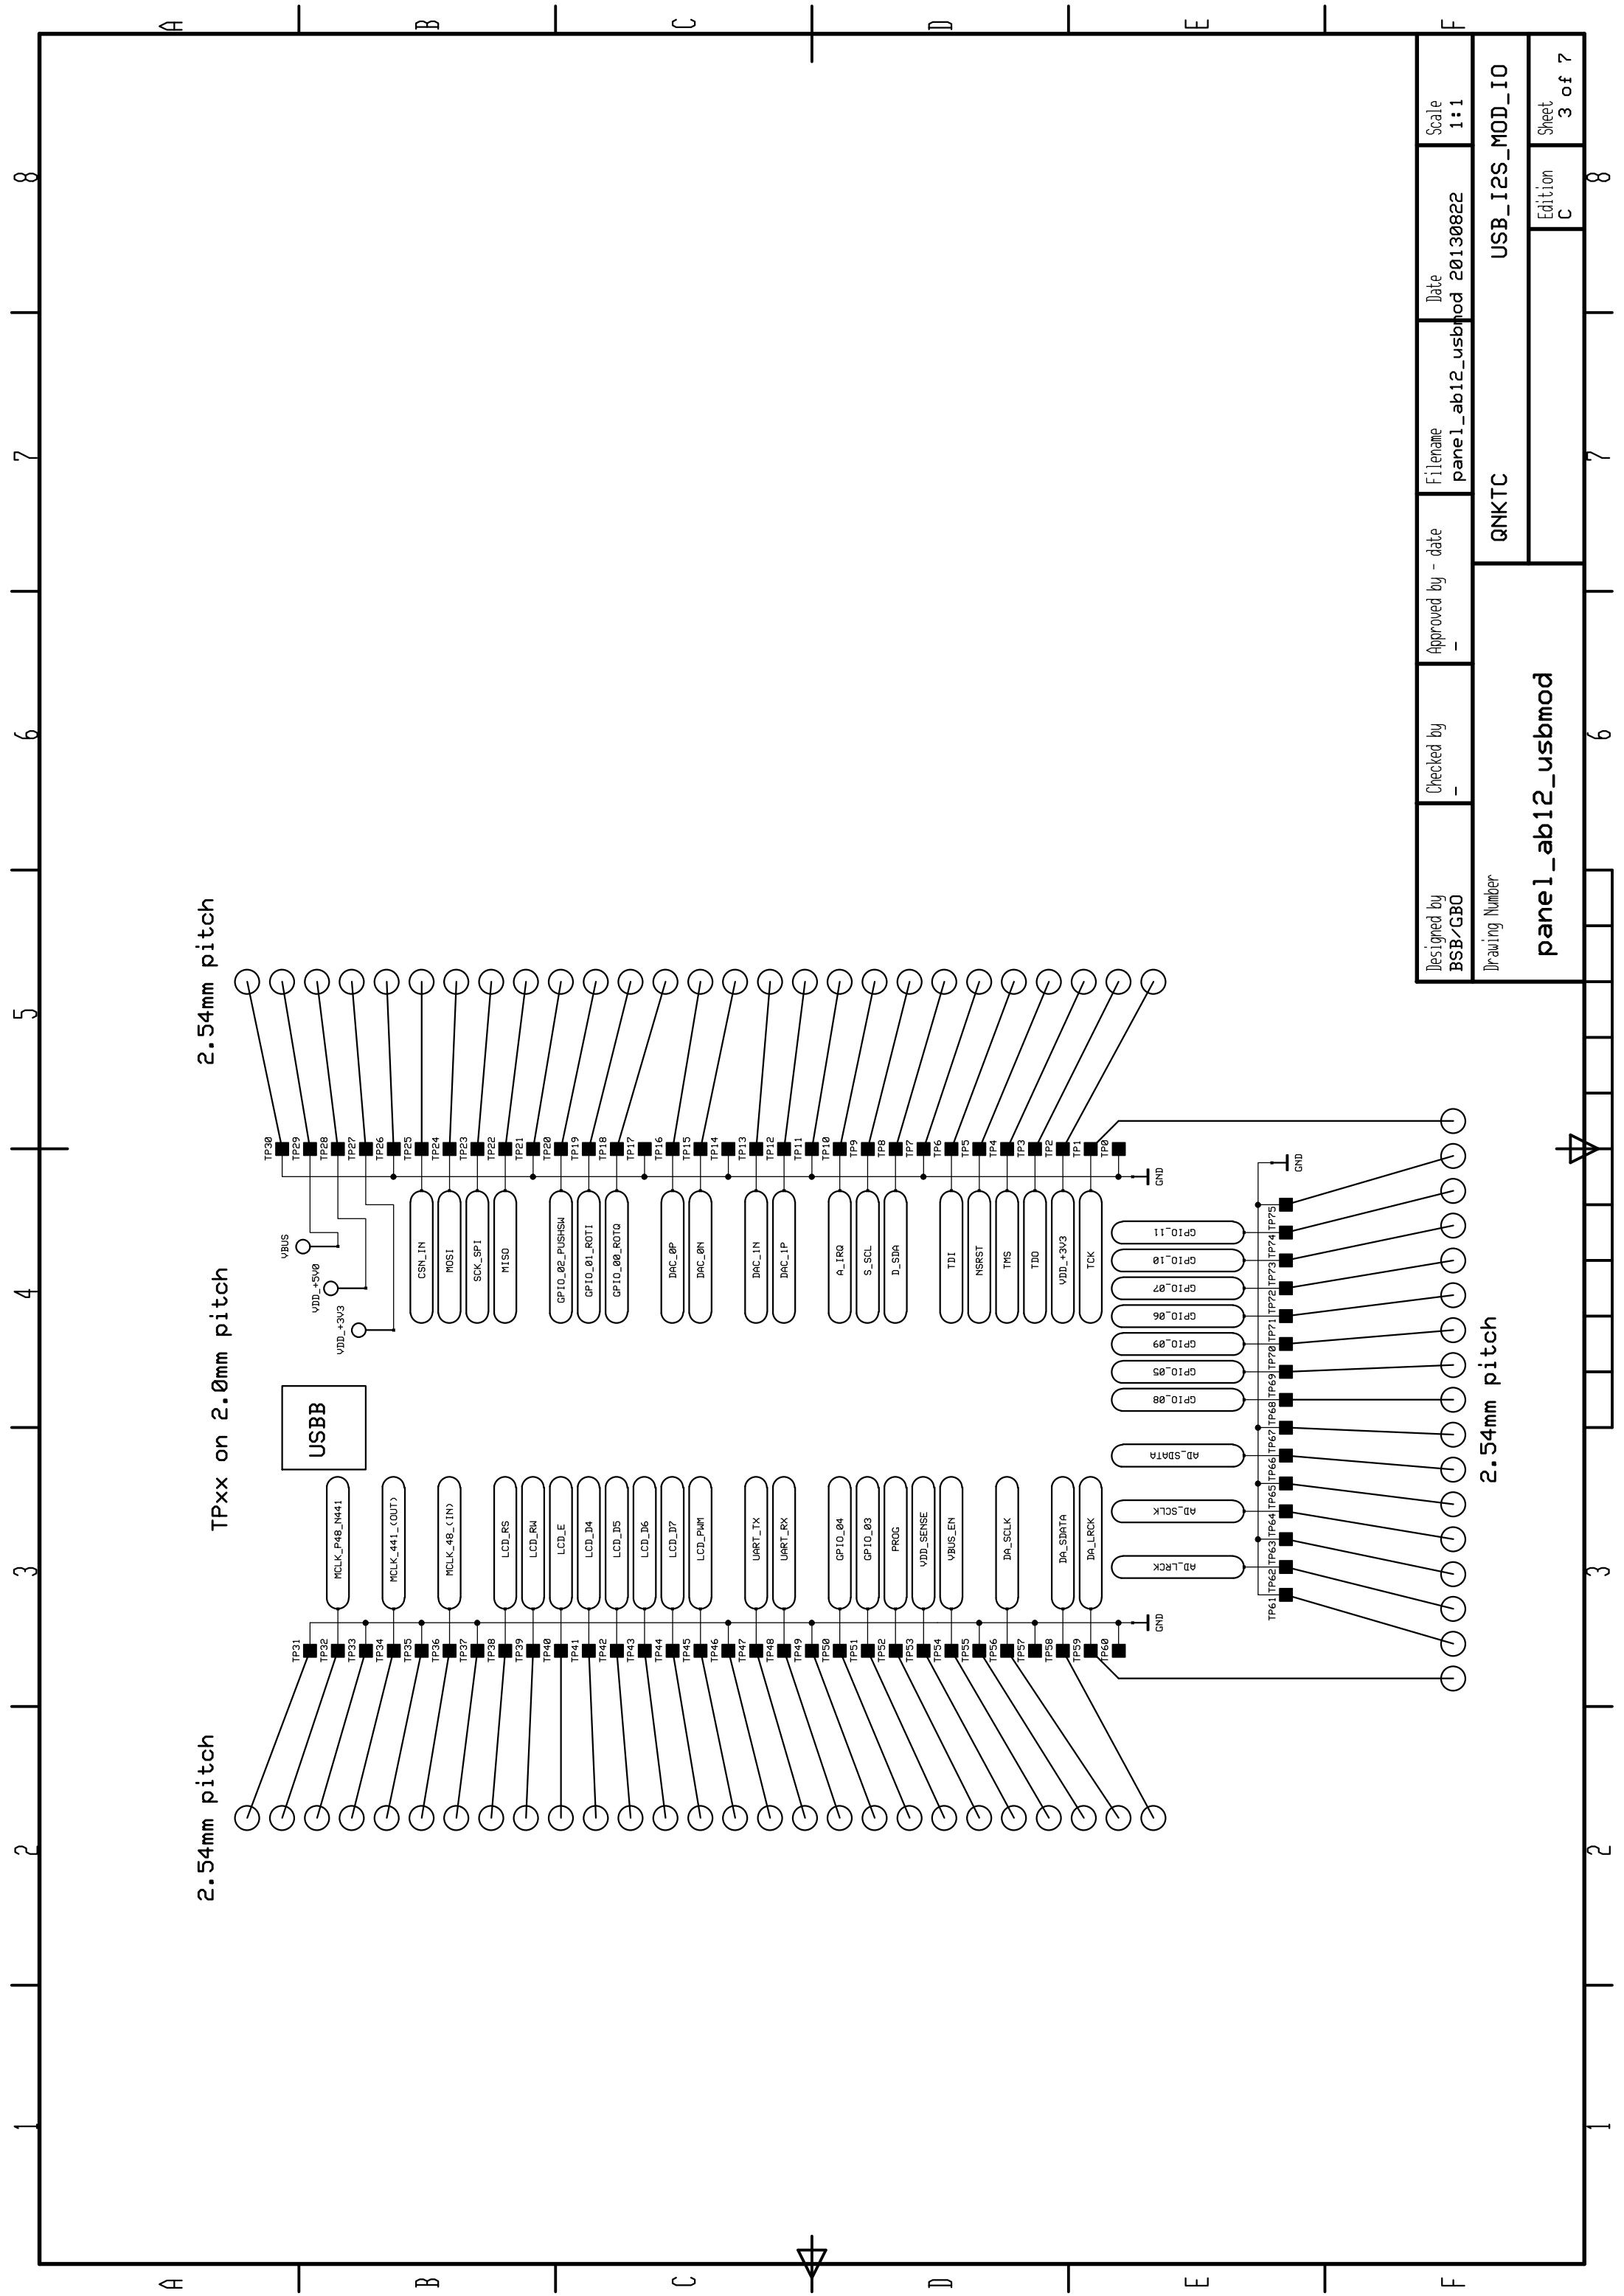 1 2 3 4 5 6 7 8
A
B
C
D
E
F
2.54mm pitch
TPxx on 2.0mm pitch
2.54mm pitch
USBB
VBUS
VDD_+5V0
VDD_+3V3
TP31
TP32
TP33
TP34
TP35
TP36
TP37
TP38
TP39
TP40
TP41
TP42
TP43
TP44
TP45
TP46
TP47
TP48
TP49
TP50
TP51
TP52
TP53
TP54
TP55
TP56
TP57
TP58
TP59
TP60
MCLK_P48_N441
MCLK_441_(OUT)
MCLK_48_(IN)
LCD_RS
LCD_RW
LCD_E
LCD_D4
LCD_D5
LCD_D6
LCD_D7
LCD_PWM
UART_TX
UART_RX
GPIO_04
GPIO_03
PROG
VDD_SENSE
VBUS_EN
DA_SCLK
DA_SDATA
DA_LRCK
GND
CSN_IN
MOSI
SCK_SPI
MISO
GPIO_02_PUSHSW
GPIO_01_ROTI
GPIO_00_ROTQ
DAC_0P
DAC_0N
DAC_1N
DAC_1P
A_IRQ
S_SCL
D_SDA
TDI
NSRST
TMS
TDO
VDD_+3V3
TCK
GND
TP30
TP29
TP28
TP27
TP26
TP25
TP24
TP23
TP22
TP21
TP20
TP19
TP18
TP17
TP16
TP15
TP14
TP13
TP12
TP11
TP10
TP9
TP8
TP7
TP6
TP5
TP4
TP3
TP2
TP1
TP0
AD_LRCK
AD_SCLK
AD_SDATA
GPIO_08
GPIO_05
GPIO_09
GPIO_06
GPIO_07
GPIO_10
GPIO_11
TP61 TP62 TP63 TP64 TP65 TP66 TP67 TP68 TP69 TP70 TP71 TP72 TP73 TP74 TP75
GND
2.54mm pitch
Designed by
BSB/GBO
Checked by
-
Approved by - date
-
Filename
panel_ab12_usbmod
Date
20130822
Scale
1:1
Drawing Number
panel_ab12_usbmod
QNKTC
USB_I2S_MOD_IO
Edition
C
Sheet
3 of 7
A
B
C
D
E
F
1 2 3 6 7 8